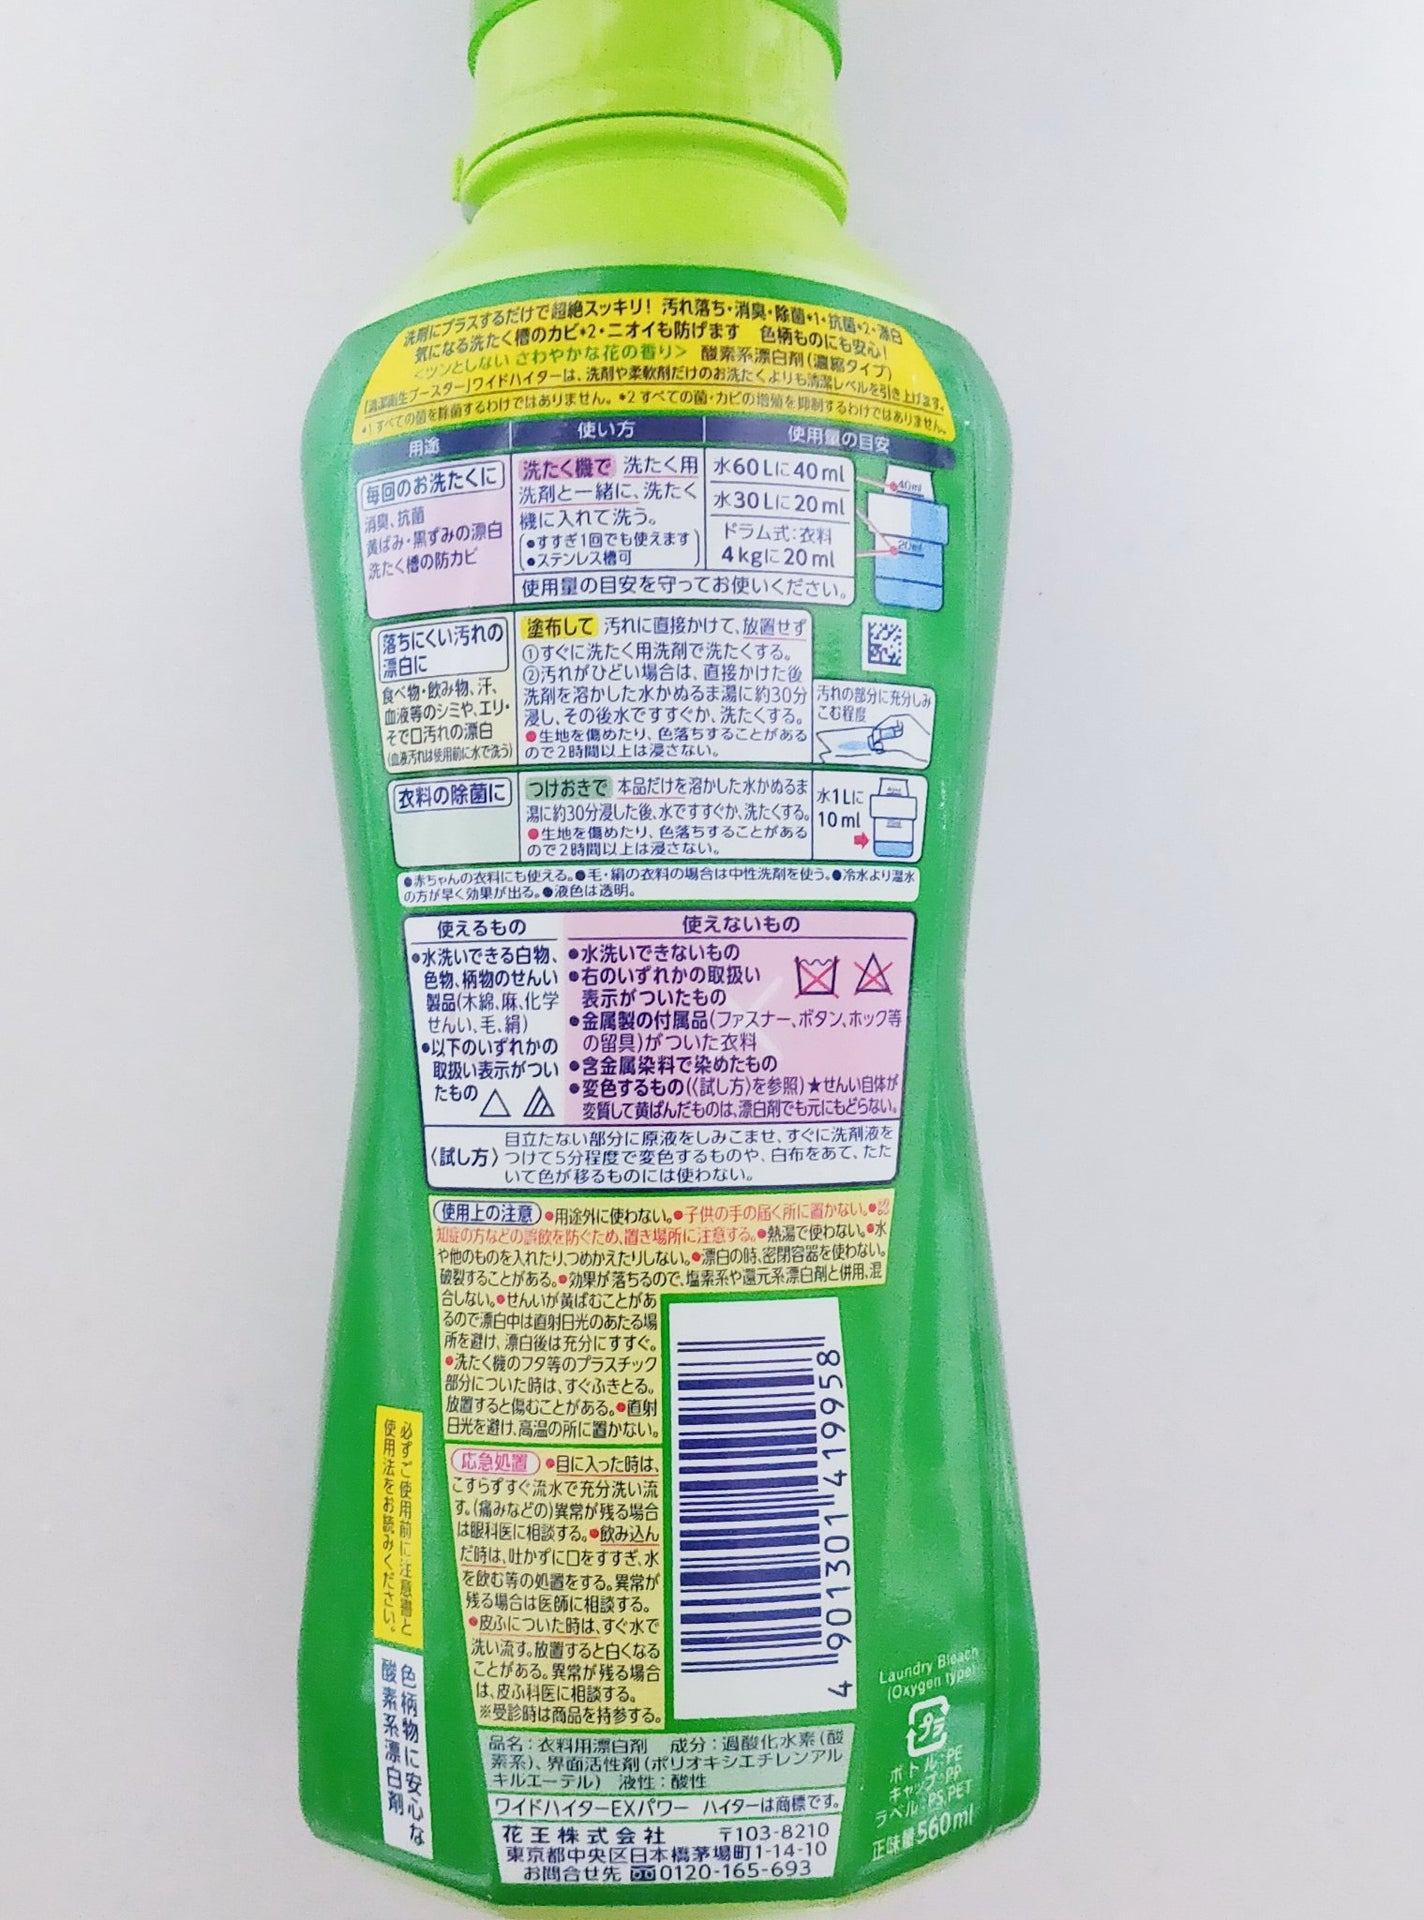 洗剤にプラスするだけで超絶スッキリ! 汚れ落ち・消臭・除菌*1・抗菌*2・漂白
気になる洗たく槽のカビ*2・ニオイも防げます 色柄ものにも安心!
<ツンとしない さわやかな花の香り> 酸素系漂白剤(濃縮タイプ)
「清潔衛生ブースター」ワイドハイターは、洗剤や柔軟剤だけのお洗たくよりも清潔レベルを引き上げます。
*1 すべての菌を除菌するわけではありません。*2 すべての菌・カビの増殖を抑制するわけではありません。
用途 使い方 使用量の目安
毎回のお洗たくに
消臭、抗菌
黄ばみ・黒ずみの漂白
洗たく槽の防カビ
洗たく機で 洗たく用
洗剤と一緒に、洗たく
機に入れて洗う。
●すすぎ1回でも使えます
●ステンレス槽可
水60Lに40ml
水30Lに20ml
ドラム式:衣料
4kgに20ml
40ml
20ml
使用量の目安を守ってお使いください。
落ちにくい汚れの
漂白に
食べ物・飲み物、汗、
血液等のシミや、エリ・
そで口汚れの漂白
(血液汚れは使用前に水で洗う)
塗布して 汚れに直接かけて、放置せず
①すぐに洗たく用洗剤で洗たくする。
②汚れがひどい場合は、直接かけた後
洗剤を溶かした水かぬるま湯に約30分
浸し、その後水ですすぐか、洗たくする。
●生地を傷めたり、色落ちすることがある
ので2時間以上は浸さない。
汚れの部分に充分しみ
こむ程度
衣料の除菌に
つけおきで 本品だけを溶かした水かぬるま
湯に約30分浸した後、水ですすぐか、洗たくする。
●生地を傷めたり、色落ちすることがある
ので2時間以上は浸さない。
水1Lに
10ml
●赤ちゃんの衣料にも使える。●毛・絹の衣料の場合は中性洗剤を使う。●冷水より温水
の方が早く効果が出る。●液色は透明。
使えるもの
●水洗いできる白物、
色物、柄物のせんい
製品(木綿、麻、化学
せんい、毛、絹)
●以下のいずれかの
取扱い表示がつい
たもの
使えないもの
●水洗いできないもの
●右のいずれかの取扱い
表示がついたもの
●金属製の付属品(ファスナー、ボタン、ホック等
の留具)がついた衣料
●含金属染料で染めたもの
●変色するもの(〈試し方〉を参照)★せんい自体が
変質して黄ばんだものは、漂白剤でも元にもどらない。
〈試し方〉
目立たない部分に原液をしみこませ、すぐに洗剤液を
つけて5分程度で変色するものや、白布をあて、たた
いて色が移るものには使わない。
使用上の注意 ●用途外に使わない。●子供の手の届く所に置かない。●認
知症の方などの誤飲を防ぐため、置き場所に注意する。●熱湯で使わない。●水
や他のものを入れたり、つめかえたりしない。●漂白の時、密閉容器を使わない。
破裂することがある。●効果が落ちるので、塩素系や還元系漂白剤と併用、混
合しない。●せんいが黄ばむことがあ
るので漂白中は直射日光のあたる場
所を避け、漂白後は充分にすすぐ。
●洗たく機のフタ等のプラスチック
部分についた時は、すぐふきとる。
放置すると傷むことがある。●直射
日光を避け、高温の所に置かない。
応急処置 ●目に入った時は、
こすらずすぐ流水で充分洗い流
す。(痛みなどの)異常が残る場合
は眼科医に相談する。●飲み込ん
だ時は、吐かずに口をすすぎ、水
を飲む等の処置をする。異常が
残る場合は医師に相談する。
●皮ふについた時は、すぐ水で
洗い流す。放置すると白くなる
ことがある。異常が残る場合
は、皮ふ科医に相談する。
※受診時は商品を持参する。
4 901301 419958
必ずご使用前に注意書と
使用法をお読みください。
色柄物に安心な
酸素系漂白剤
品名:衣料用漂白剤 成分:過酸化水素(酸
素系)、界面活性剤(ポリオキシエチレンアル
キルエーテル) 液性:酸性
ワイドハイターEXパワー ハイターは商標です。
花王株式会社 〒103-8210
東京都中央区日本橋茅場町1-14-10
お問合せ先 0120-165-693
Laundry Bleach
(Oxygen type)
プラ
ボトル:PE
キャップ:PP
ラベル:PS,PET
正味量560ml